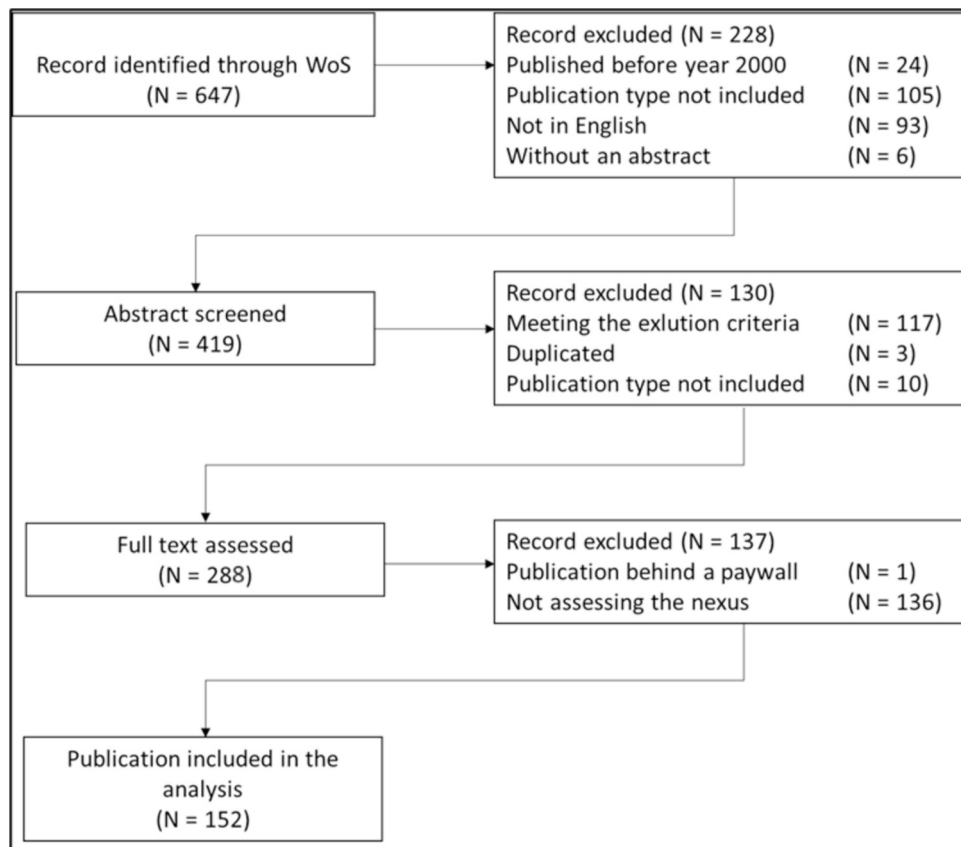 Record identified through WoS
(N = 647)
Record excluded (N = 228)
Published before year 2000 (N = 24)
Publication type not included (N = 105)
Not in English (N = 93)
Without an abstract (N = 6)
Abstract screened
(N = 419)
Record excluded (N = 130)
Meeting the exlution criteria (N = 117)
Duplicated (N = 3)
Publication type not included (N = 10)
Full text assessed
(N = 288)
Record excluded (N = 137)
Publication behind a paywall (N = 1)
Not assessing the nexus (N = 136)
Publication included in the
analysis
(N = 152)